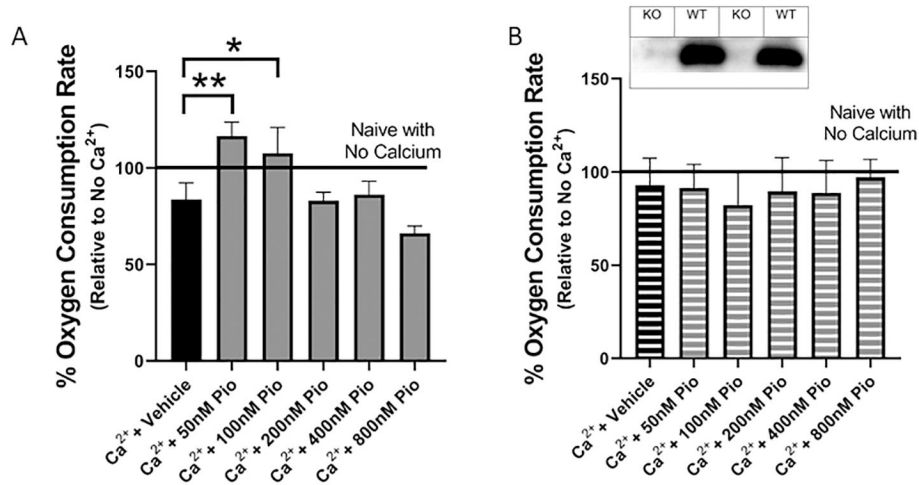 A
% Oxygen Consumption Rate
(Relative to No Ca²⁺)
150
100
50
0
*
**
Naive with
No Calcium
Ca²⁺ + Vehicle
Ca²⁺ + 50nM Pio
Ca²⁺ + 100nM Pio
Ca²⁺ + 200nM Pio
Ca²⁺ + 400nM Pio
Ca²⁺ + 800nM Pio
B
KO WT KO WT
% Oxygen Consumption Rate
(Relative to No Ca²⁺)
150
100
50
0
Naive with
No Calcium
Ca²⁺ + Vehicle
Ca²⁺ + 50nM Pio
Ca²⁺ + 100nM Pio
Ca²⁺ + 200nM Pio
Ca²⁺ + 400nM Pio
Ca²⁺ + 800nM Pio